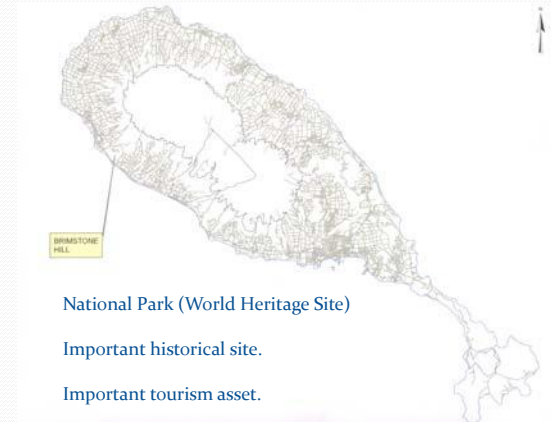 BRIMSTONE
HILL
National Park (World Heritage Site)
Important historical site.
Important tourism asset.